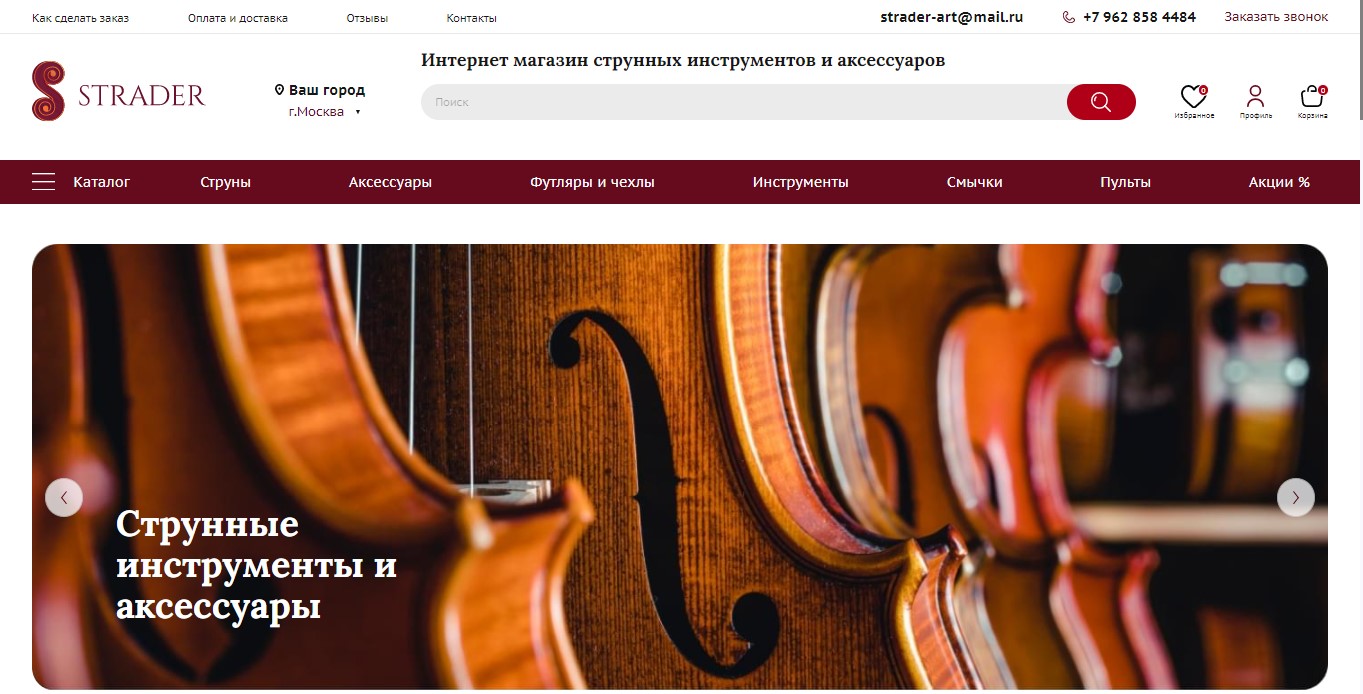 Как сделать заказ
Оплата и доставка
Отзывы
Контакты
strader-art@mail.ru
+7 962 858 4484
Заказать звонок
Интернет магазин струнных инструментов и аксессуаров
STRADER
Ваш город
г.Москва
Поиск
0
Избранное
Профиль
0
Корзина
Каталог
Струны
Аксессуары
Футляры и чехлы
Инструменты
Смычки
Пульты
Акции %
Струнные
инструменты и
аксессуары